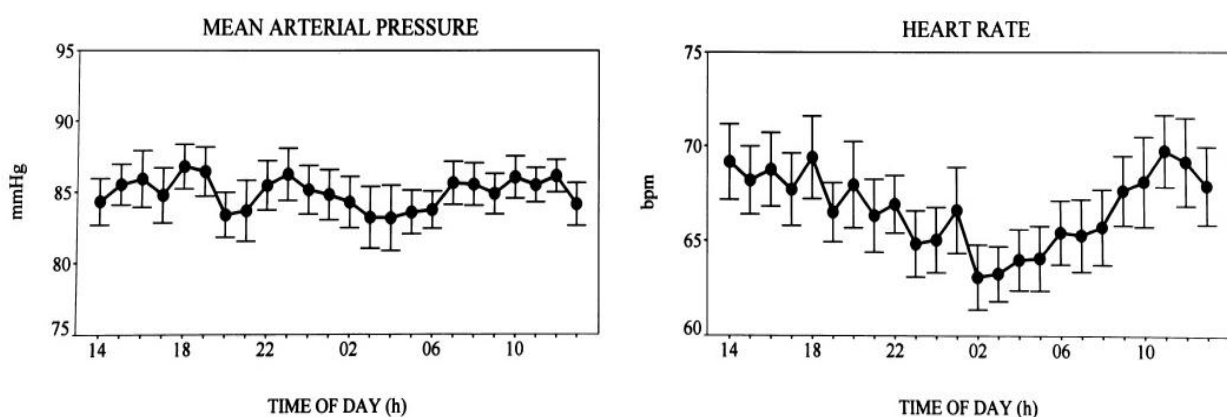 MEAN ARTERIAL PRESSURE
95
90
85
80
75
mmHg
14 18 22 02 06 10
TIME OF DAY (h)
HEART RATE
75
70
65
60
bpm
14 18 22 02 06 10
TIME OF DAY (h)